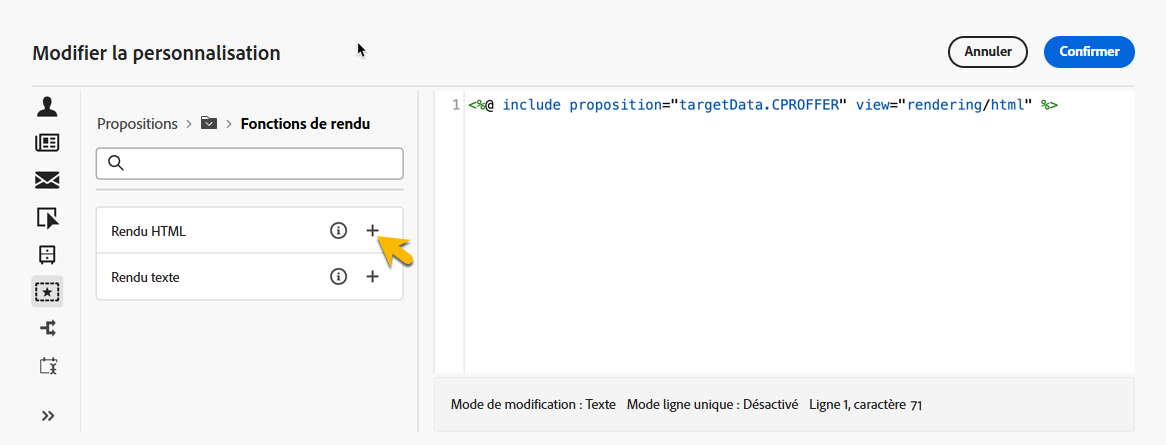 Modifier la personnalisation
Annuler
Confirmer
Propositions > > Fonctions de rendu
Rendu HTML
Rendu texte
1 <%@ include proposition="targetData.CPROFFER" view="rendering/html" %>
Mode de modification : Texte Mode ligne unique : Désactivé Ligne 1, caractère 71